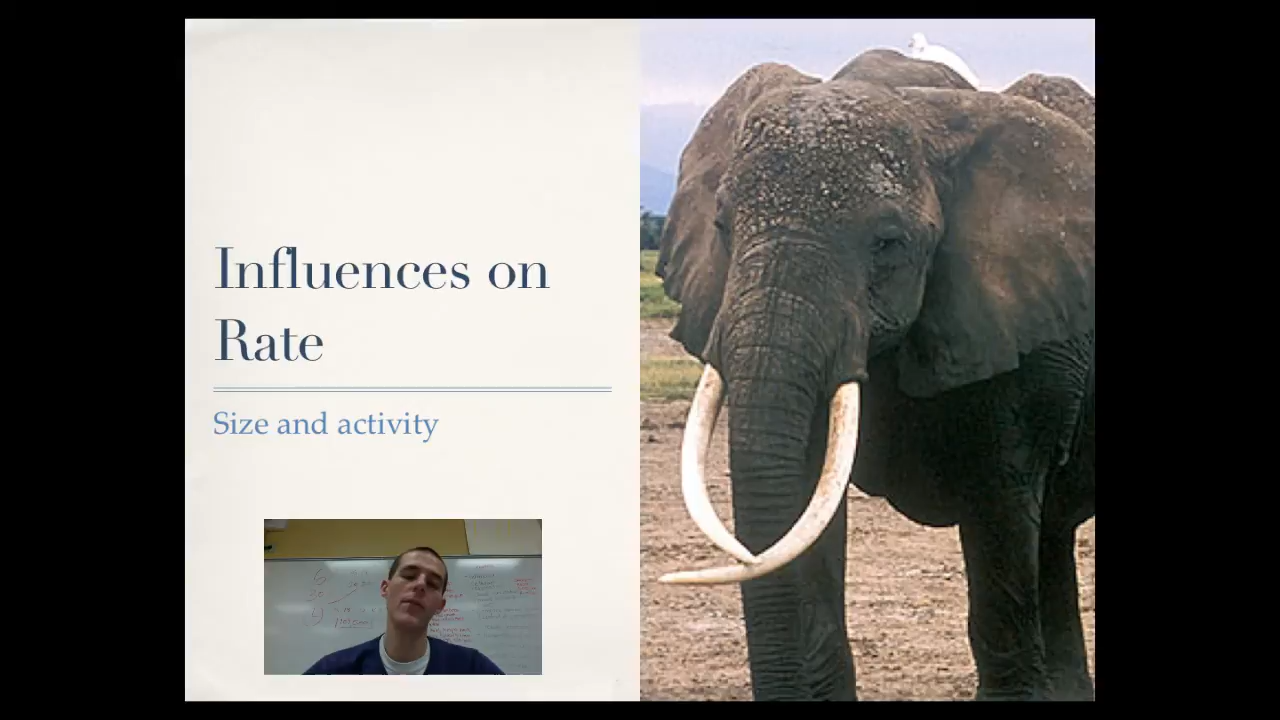 Influences on
Rate
Size and activity